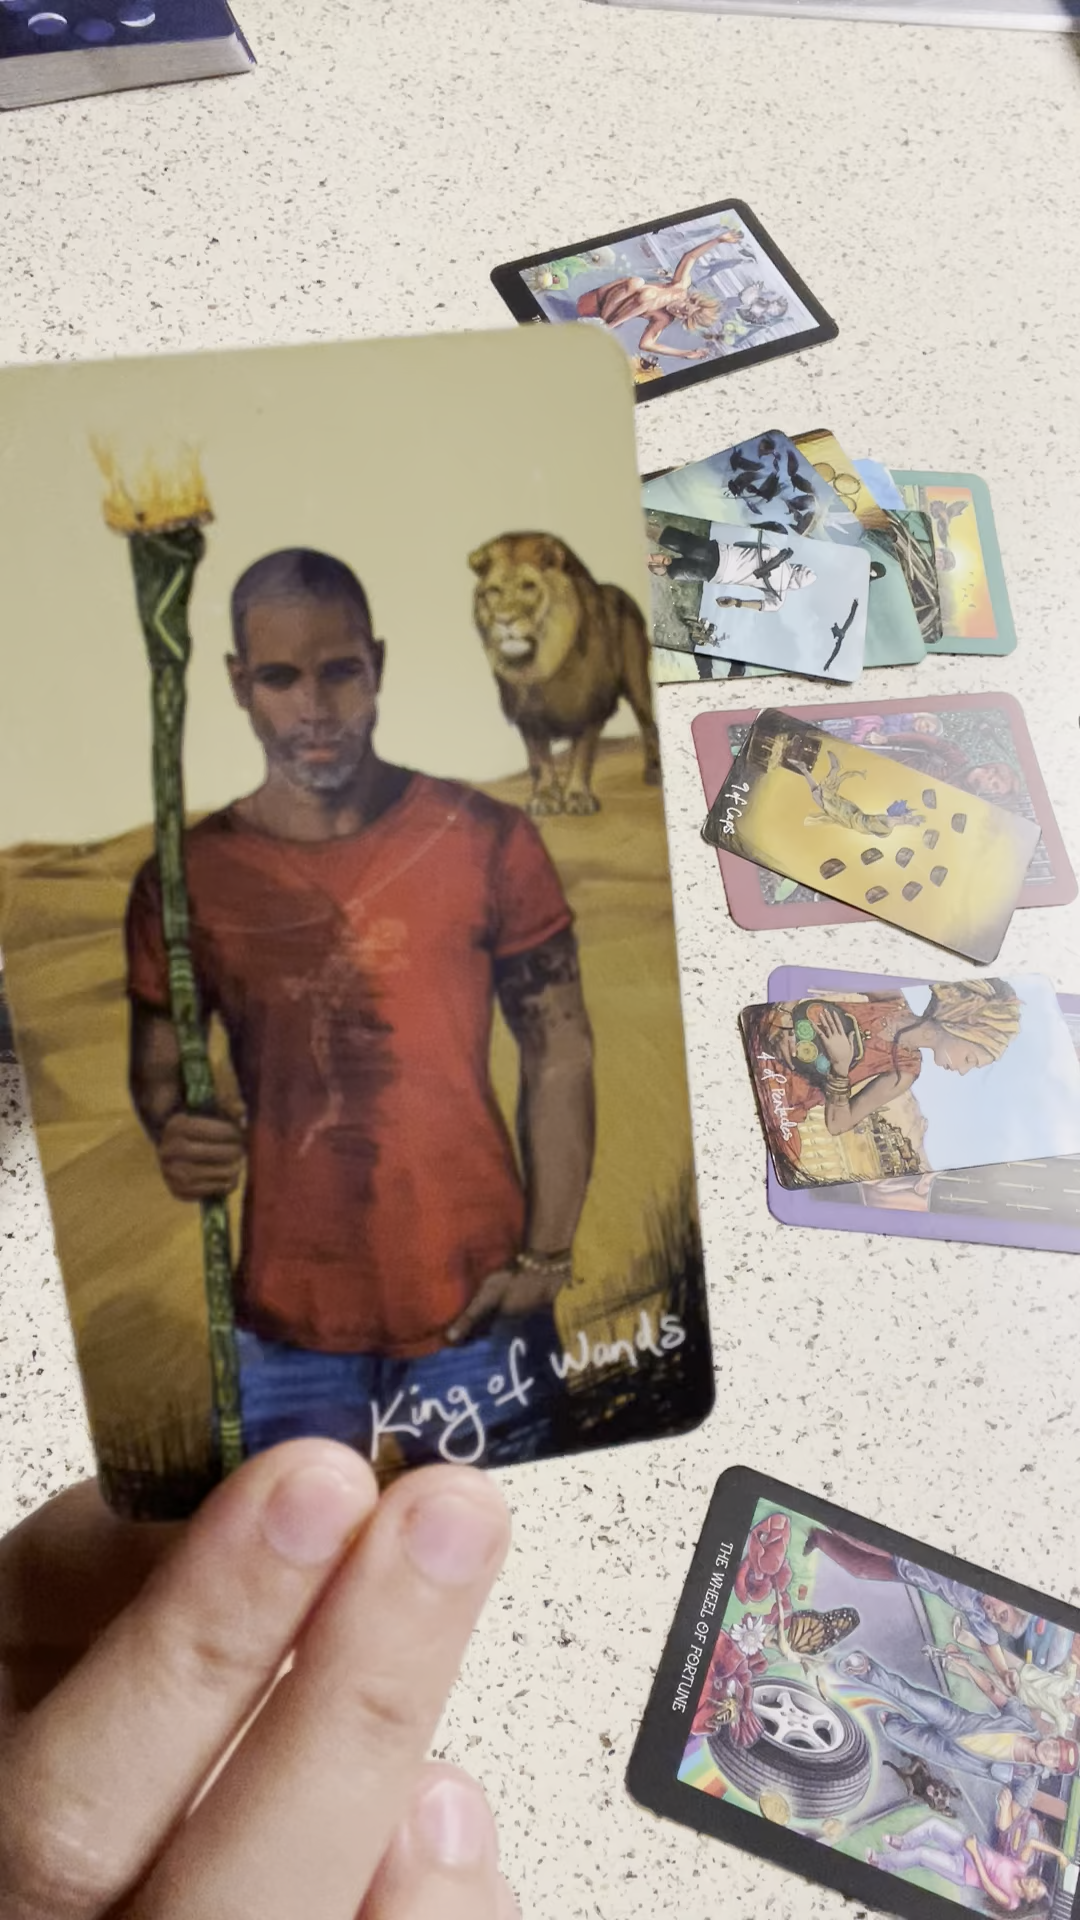 9 of Cups
4 of Pentacles
King of Wands
THE WHEEL OF FORTUNE